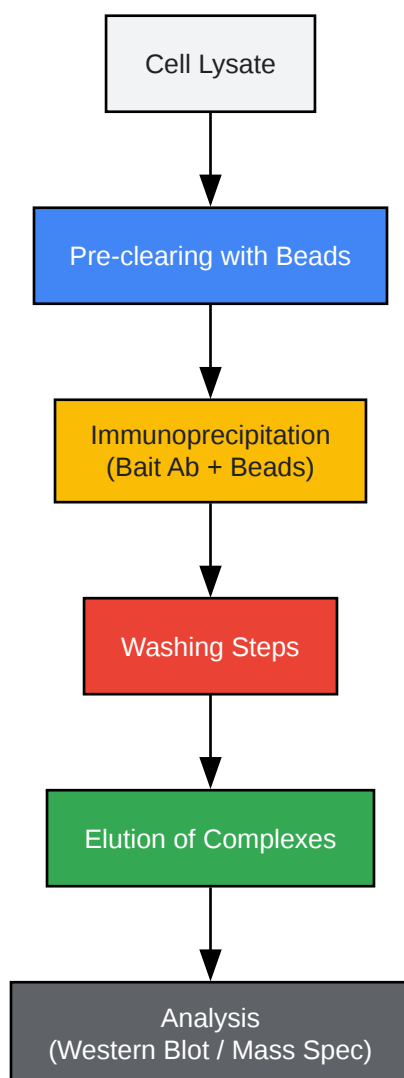 Cell Lysate
Pre-clearing with Beads
Immunoprecipitation
(Bait Ab + Beads)
Washing Steps
Elution of Complexes
Analysis
(Western Blot / Mass Spec)